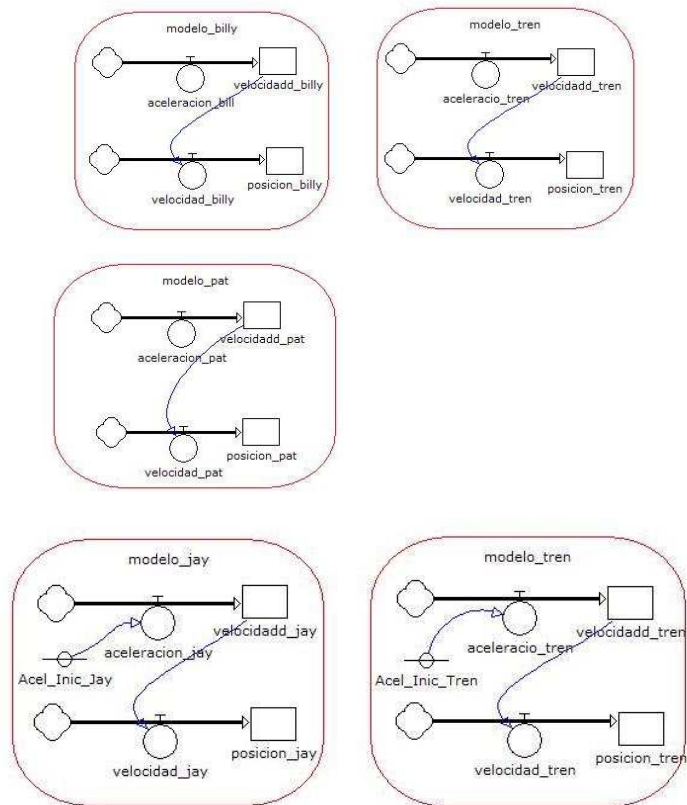 modelo_billy
velocidadd_billy
aceleracion_bill
velocidad_billy
posicion_billy
modelo_tren
velocidadd_tren
aceleracio_tren
velocidad_tren
posicion_tren
modelo_pat
velocidadd_pat
aceleracion_pat
velocidad_pat
posicion_pat
modelo_jay
velocidadd_jay
aceleracion_jay
Acel_Inic_Jay
velocidad_jay
posicion_jay
modelo_tren
velocidadd_tren
aceleracio_tren
Acel_Inic_Tren
velocidad_tren
posicion_tren